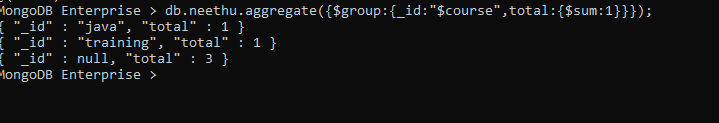 MongoDB Enterprise > db.neethu.aggregate({$group:{_id:"$course",total:{$sum:1}}});
{ "_id" : "java", "total" : 1 }
{ "_id" : "training", "total" : 1 }
{ "_id" : null, "total" : 3 }
MongoDB Enterprise >